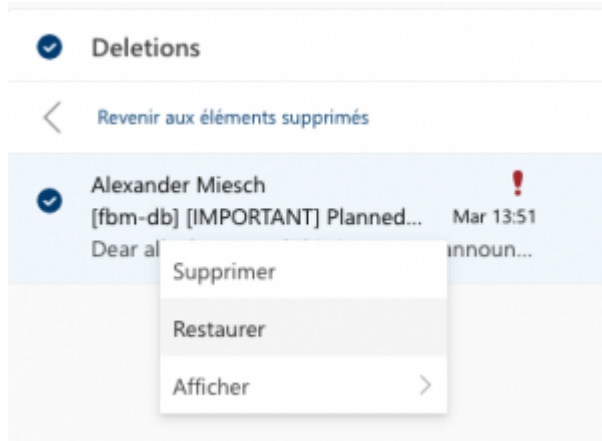 Deletions
Revenir aux éléments supprimés
Alexander Miesch
[fbm-db] [IMPORTANT] Planned... Mar 13:51
Dear al announ...
Supprimer
Restaurer
Afficher